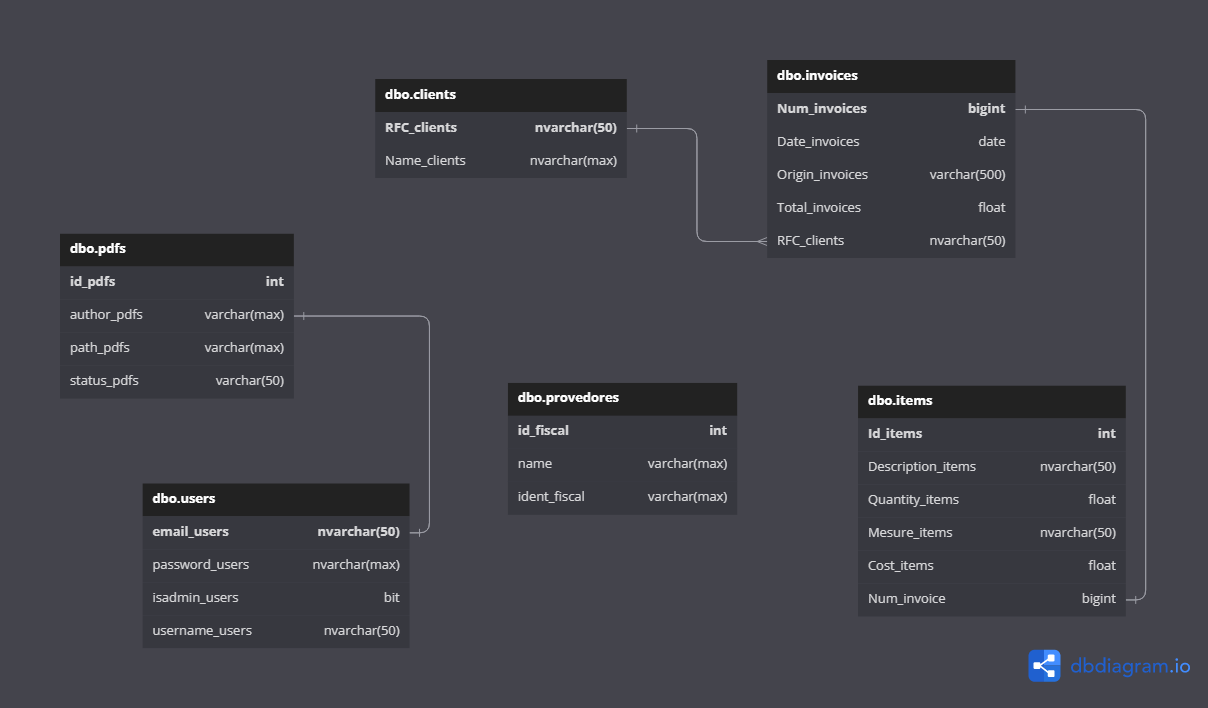 dbo.clients
RFC_clients nvarchar(50)
Name_clients nvarchar(max)
dbo.invoices
Num_invoices bigint
Date_invoices date
Origin_invoices varchar(500)
Total_invoices float
RFC_clients nvarchar(50)
dbo.pdfs
id_pdfs int
author_pdfs varchar(max)
path_pdfs varchar(max)
status_pdfs varchar(50)
dbo.provedores
id_fiscal int
name varchar(max)
ident_fiscal varchar(max)
dbo.items
Id_items int
Description_items nvarchar(50)
Quantity_items float
Mesure_items nvarchar(50)
Cost_items float
Num_invoice bigint
dbo.users
email_users nvarchar(50)
password_users nvarchar(max)
isadmin_users bit
username_users nvarchar(50)
dbdiagram.io